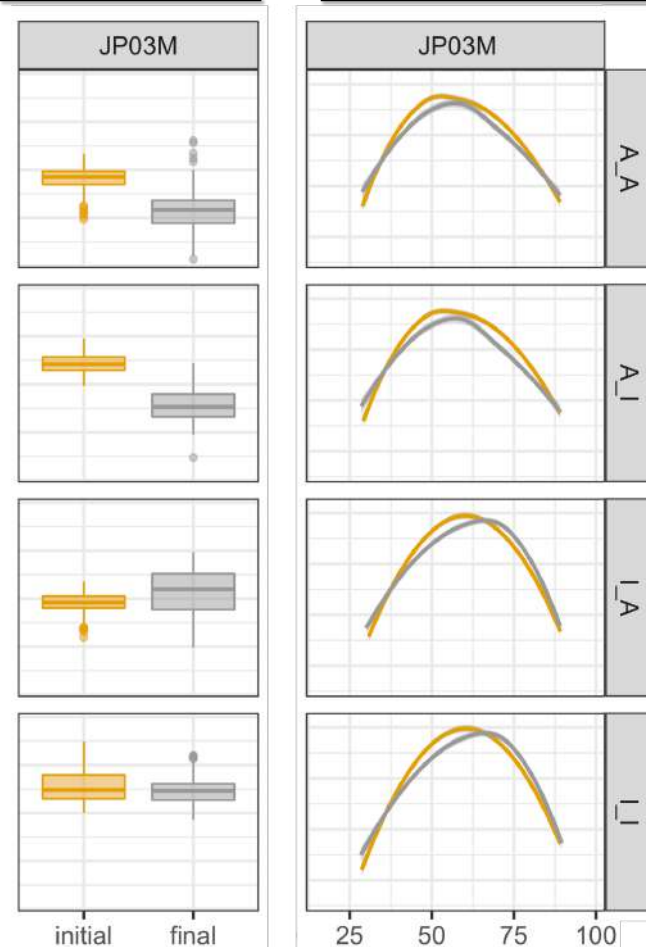 JP03M
JP03M
A_A
A_I
I_A
I_I
initial final
25 50 75 100